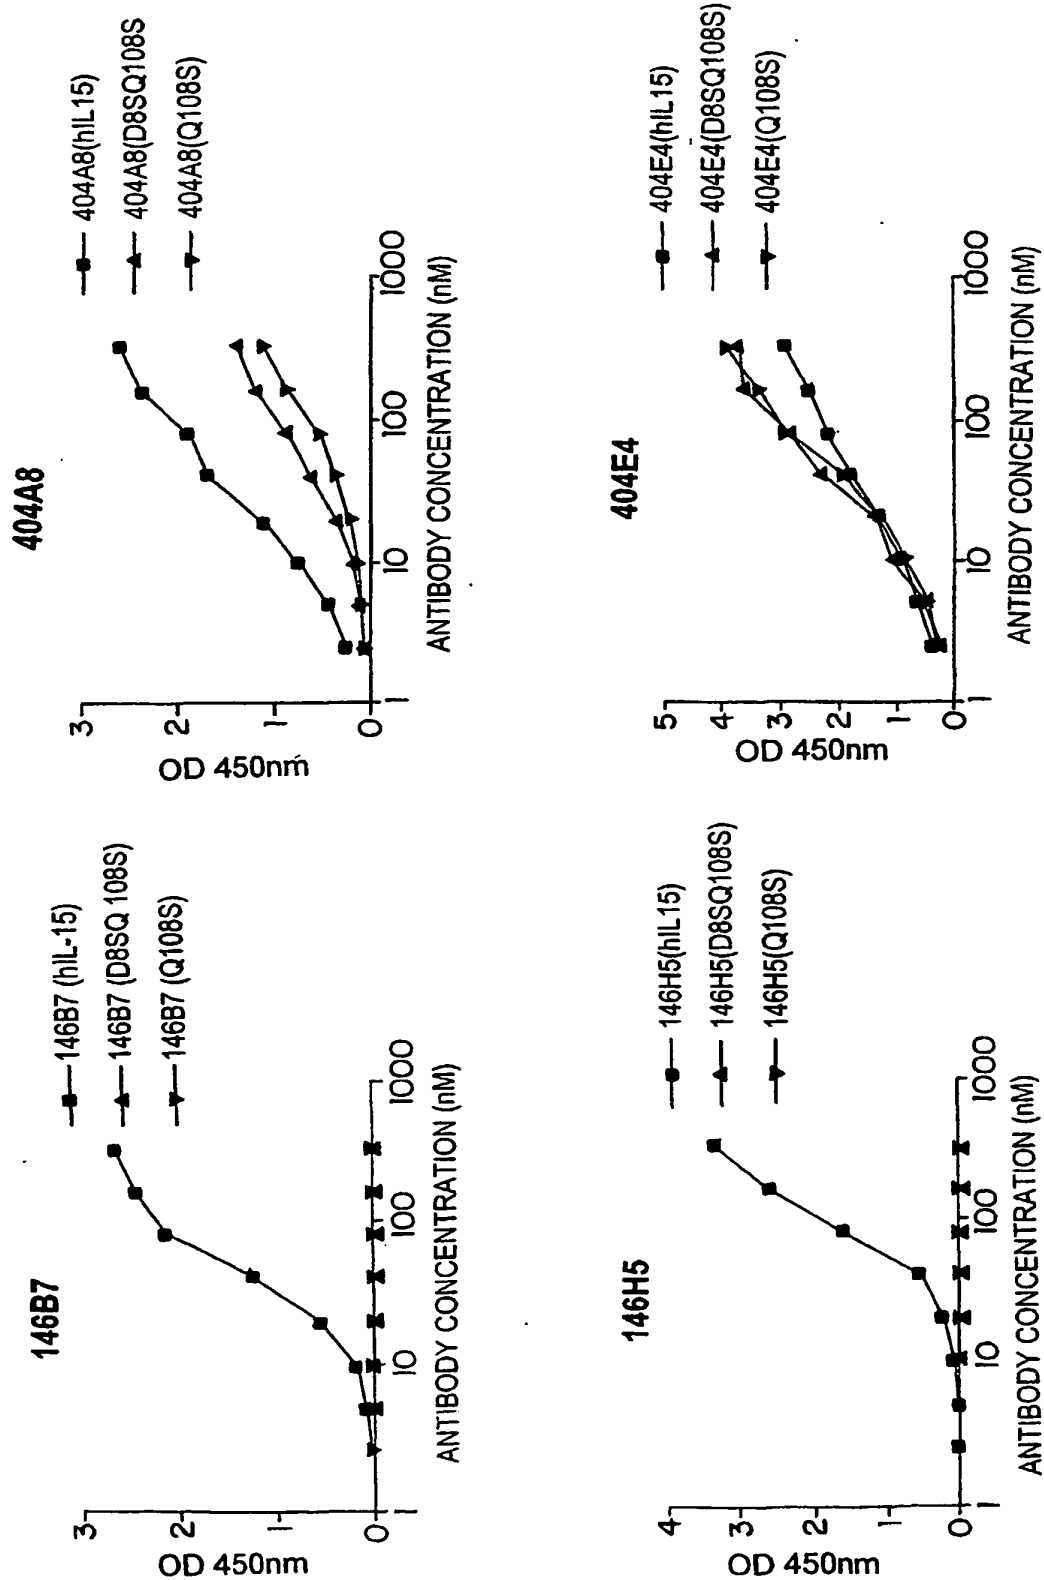 146B7
146B7 (hIL-15)
146B7 (D8SQ 108S)
146B7 (Q108S)
3
2
1
0
OD 450nm
1
10
100
1000
ANTIBODY CONCENTRATION (nM)
404A8
404A8(hIL15)
404A8(D8SQ108S
404A8(Q108S)
3
2
1
0
OD 450nm
1
10
100
1000
ANTIBODY CONCENTRATION (nM)
146H5
146H5(hIL15)
146H5(D8SQ108S)
146H5(Q108S)
4
3
2
1
0
OD 450nm
1
10
100
1000
ANTIBODY CONCENTRATION (nM)
404E4
404E4(hIL15)
404E4(D8SQ108S)
404E4(Q108S)
5
4
3
2
1
0
OD 450nm
1
10
100
1000
ANTIBODY CONCENTRATION (nM)